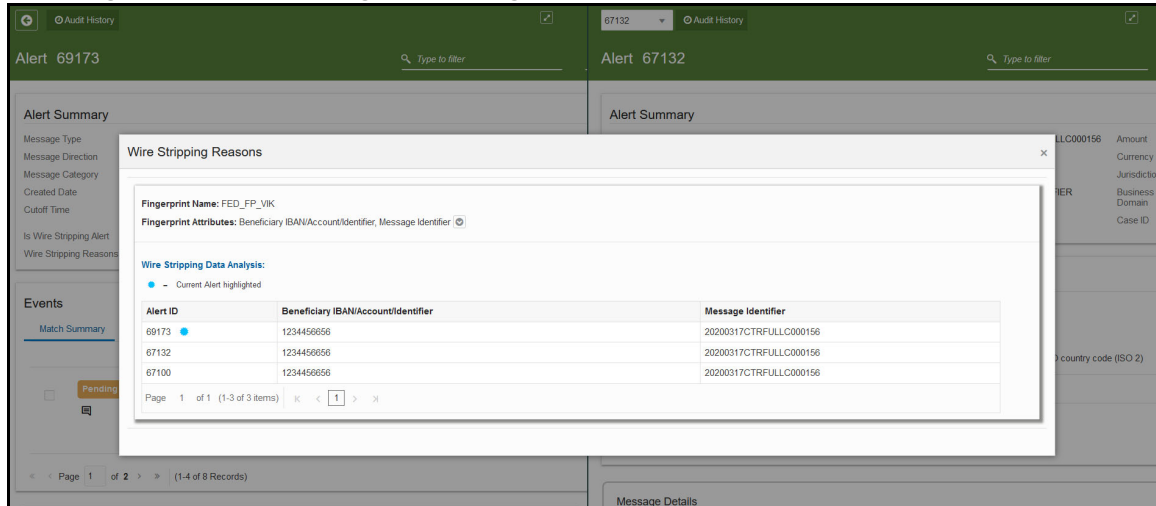 Audit History
67132 Audit History
Alert 69173 Type to filter
Alert 67132 Type to filter
Alert Summary
Alert Summary
Message Type
LLC000156 Amount
Message Direction
Currency
Message Category
Jurisdictio
Created Date
FIER Business Domain
Cutoff Time
Case ID
Is Wire Stripping Alert
Wire Stripping Reasons
Wire Stripping Reasons ×
Fingerprint Name: FED_FP_VIK
Fingerprint Attributes: Beneficiary IBAN/Account/Identifier, Message Identifier
Wire Stripping Data Analysis:
– Current Alert highlighted
Alert ID Beneficiary IBAN/Account/Identifier Message Identifier
69173 1234456656 20200317CTRFULLC000156
67132 1234456656 20200317CTRFULLC000156
67100 1234456656 20200317CTRFULLC000156
Page 1 of 1 (1-3 of 3 items) K < 1 > >|
Events
Match Summary
country code (ISO 2)
Pending
« < Page 1 of 2 > » (1-4 of 8 Records)
Message Details